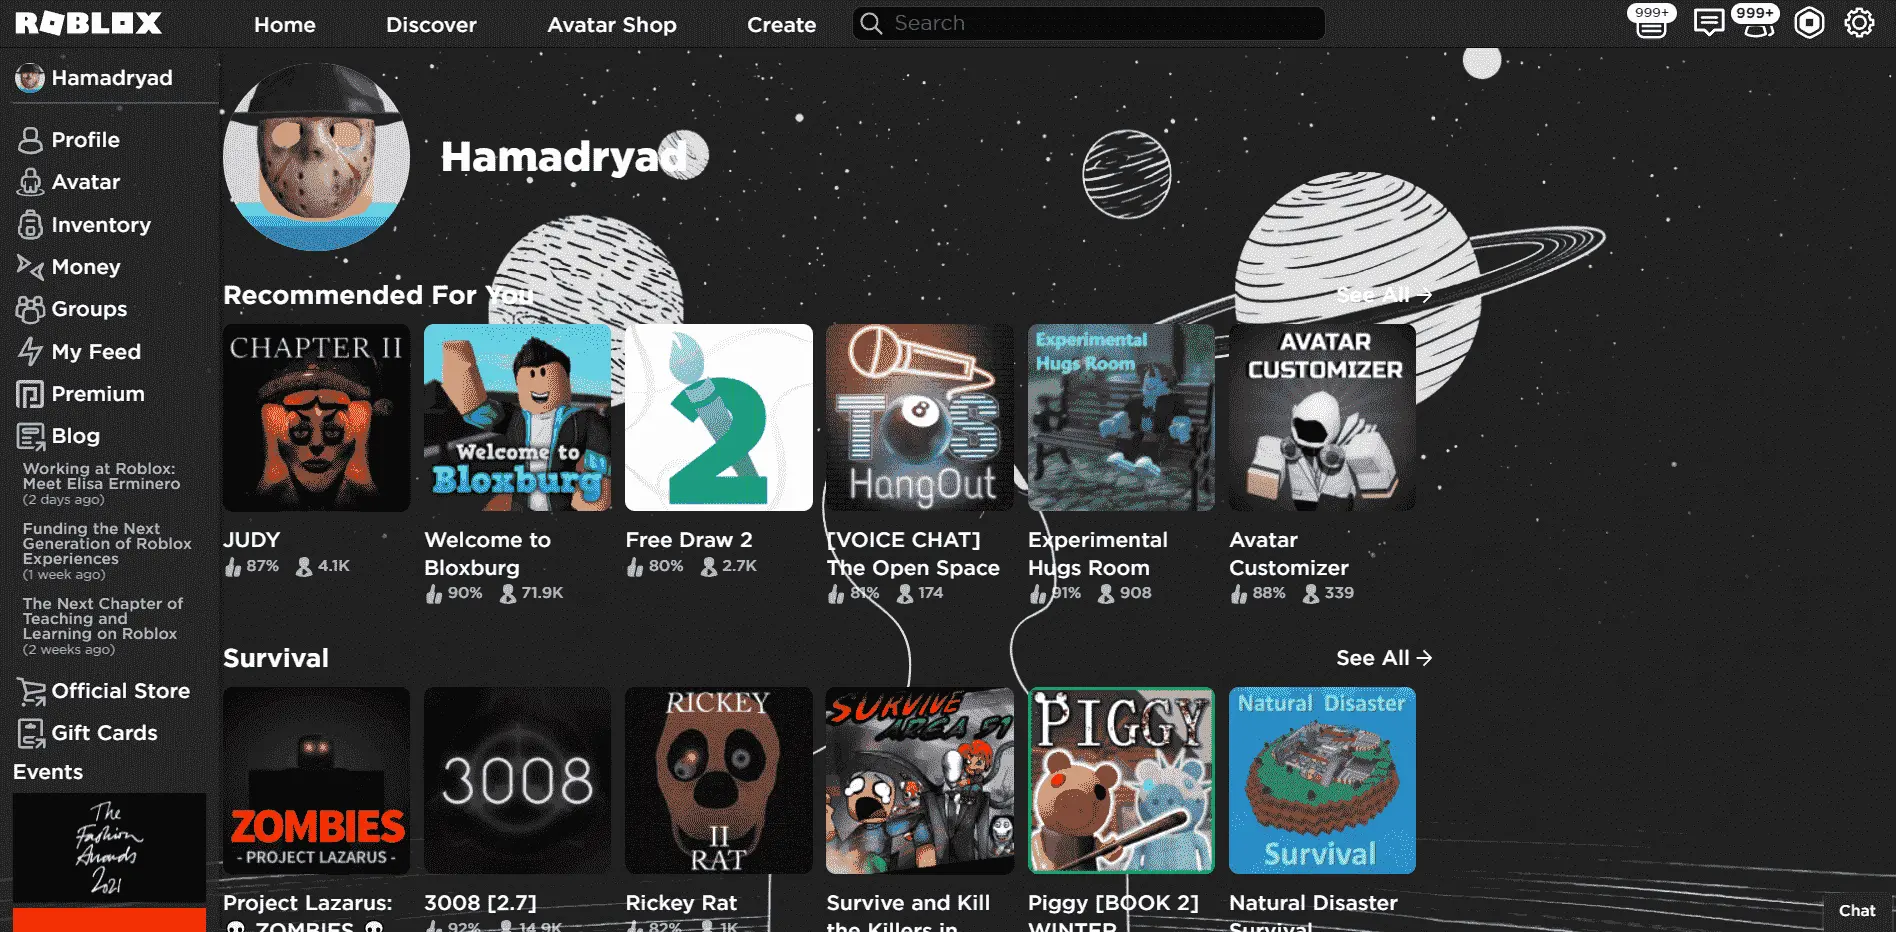 ROBLOX
Home
Discover
Avatar Shop
Create
Search
999+
999+
Hamadryad
Profile
Avatar
Inventory
Money
Groups
My Feed
Premium
Blog
Working at Roblox:
Meet Elisa Erminero
(2 days ago)
Funding the Next
Generation of Roblox
Experiences
(1 week ago)
The Next Chapter of
Teaching and
Learning on Roblox
(2 weeks ago)
Official Store
Gift Cards
Events
The
Fashion
Awards
2021
Hamadryad
Recommended For You
See All →
CHAPTER II
Welcome to
Bloxburg
2
8
TOS
HangOut
Experimental
Hugs Room
AVATAR
CUSTOMIZER
JUDY
87% 4.1K
Welcome to
Bloxburg
90% 71.9K
Free Draw 2
80% 2.7K
[VOICE CHAT]
The Open Space
81% 174
Experimental
Hugs Room
91% 908
Avatar
Customizer
88% 339
Survival
See All →
ZOMBIES
- PROJECT LAZARUS -
3008
RICKEY
II
RAT
SURVIVE
AREA 51
PIGGY
Natural Disaster
Survival
Project Lazarus:
💀 ZOMBIES 💀
3008 [2.7]
92% 14.9K
Rickey Rat
82% 1K
Survive and Kill
the Killers in
Piggy [BOOK 2]
WINTER
Natural Disaster
Survival
Chat